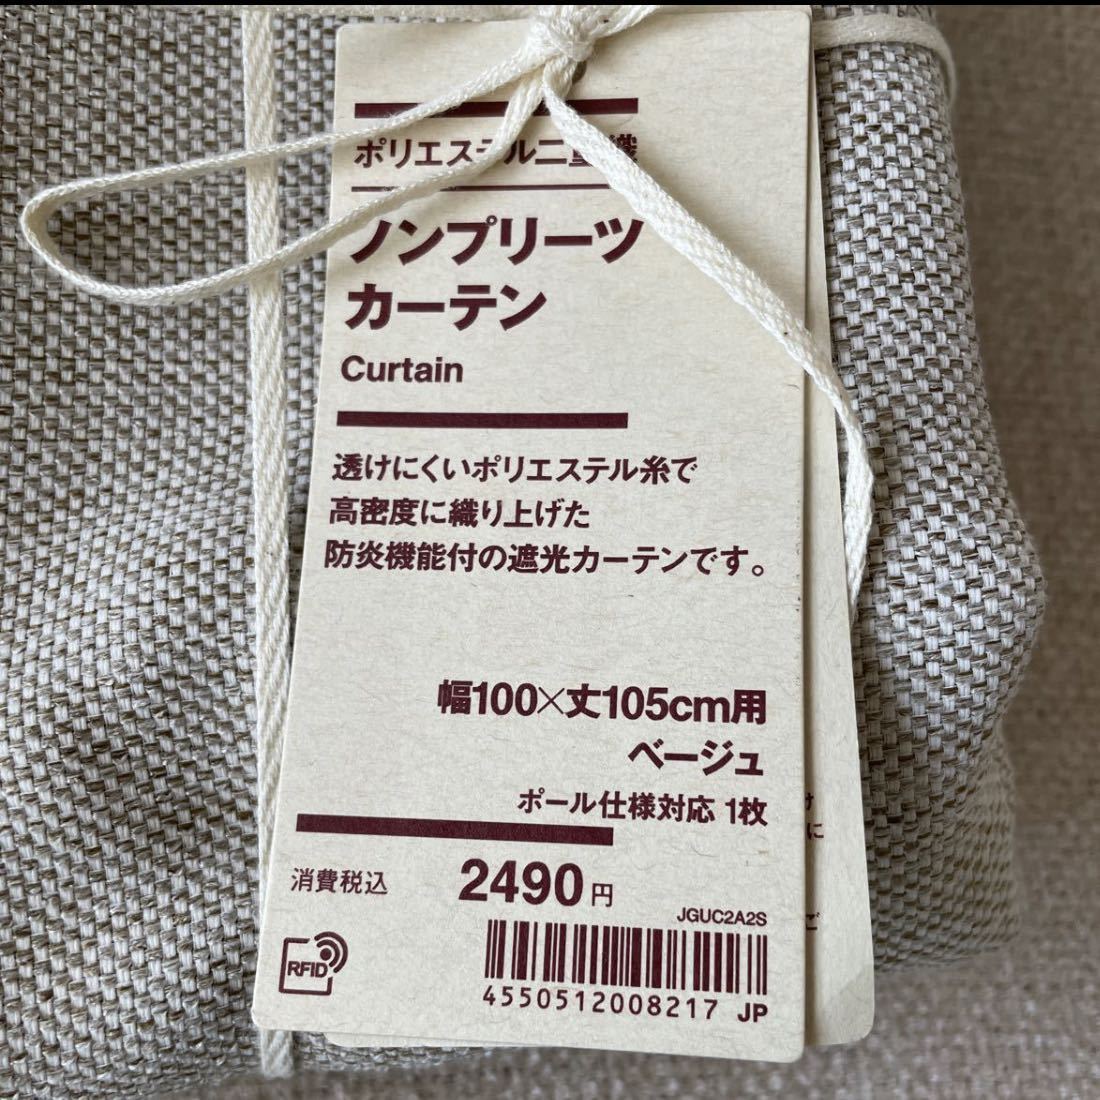 ポリエステル二重織
ノンプリーツ
カーテン
Curtain
透けにくいポリエステル糸で
高密度に織り上げた
防炎機能付の遮光カーテンです。
幅100×丈105cm用
ベージュ
ポール仕様対応 1枚
消費税込 2490円
JGUC2A2S
RFID
4550512008217 JP
け
に
ご